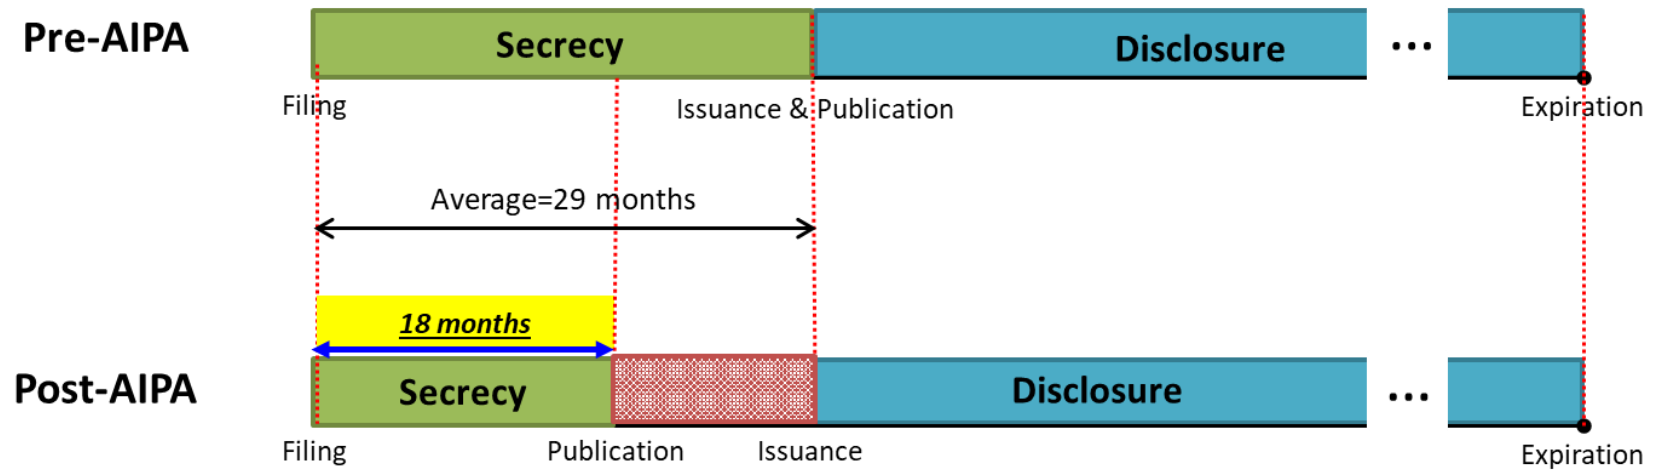 Pre-AIPA
Secrecy
Disclosure
...
Filing
Issuance & Publication
Expiration
Average=29 months
18 months
Post-AIPA
Secrecy
Disclosure
...
Filing
Publication
Issuance
Expiration